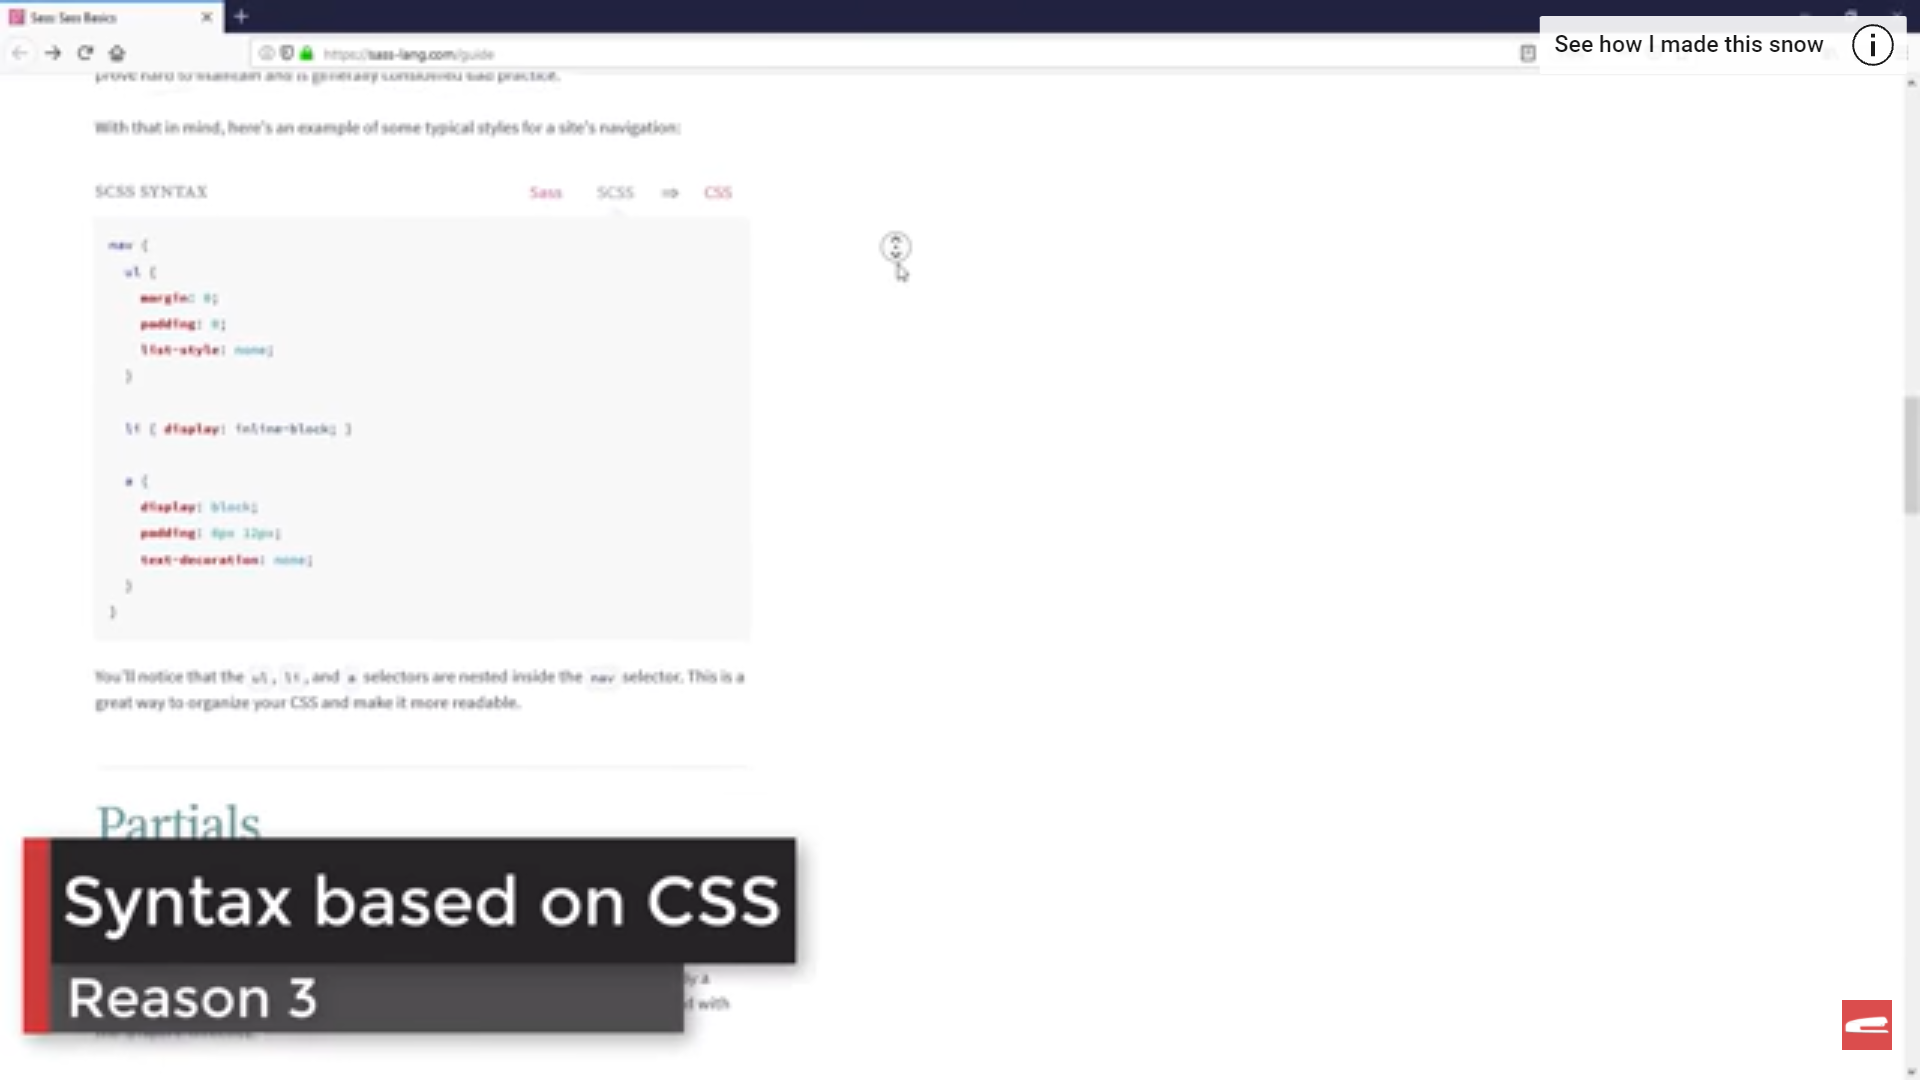 Sass: Sass Basics
See how I made this snow
https://sass-lang.com/guide
prove hard to maintain and is generally considered bad practice.
With that in mind, here's an example of some typical styles for a site's navigation:
SCSS SYNTAX
Sass SCSS ⇒ CSS
nav {
ul {
margin: 0;
padding: 0;
list-style: none;
}
li { display: inline-block; }
a {
display: block;
padding: 6px 12px;
text-decoration: none;
}
}
You'll notice that the ul, li, and a selectors are nested inside the nav selector. This is a
great way to organize your CSS and make it more readable.
Partials
Syntax based on CSS
Reason 3
a
with